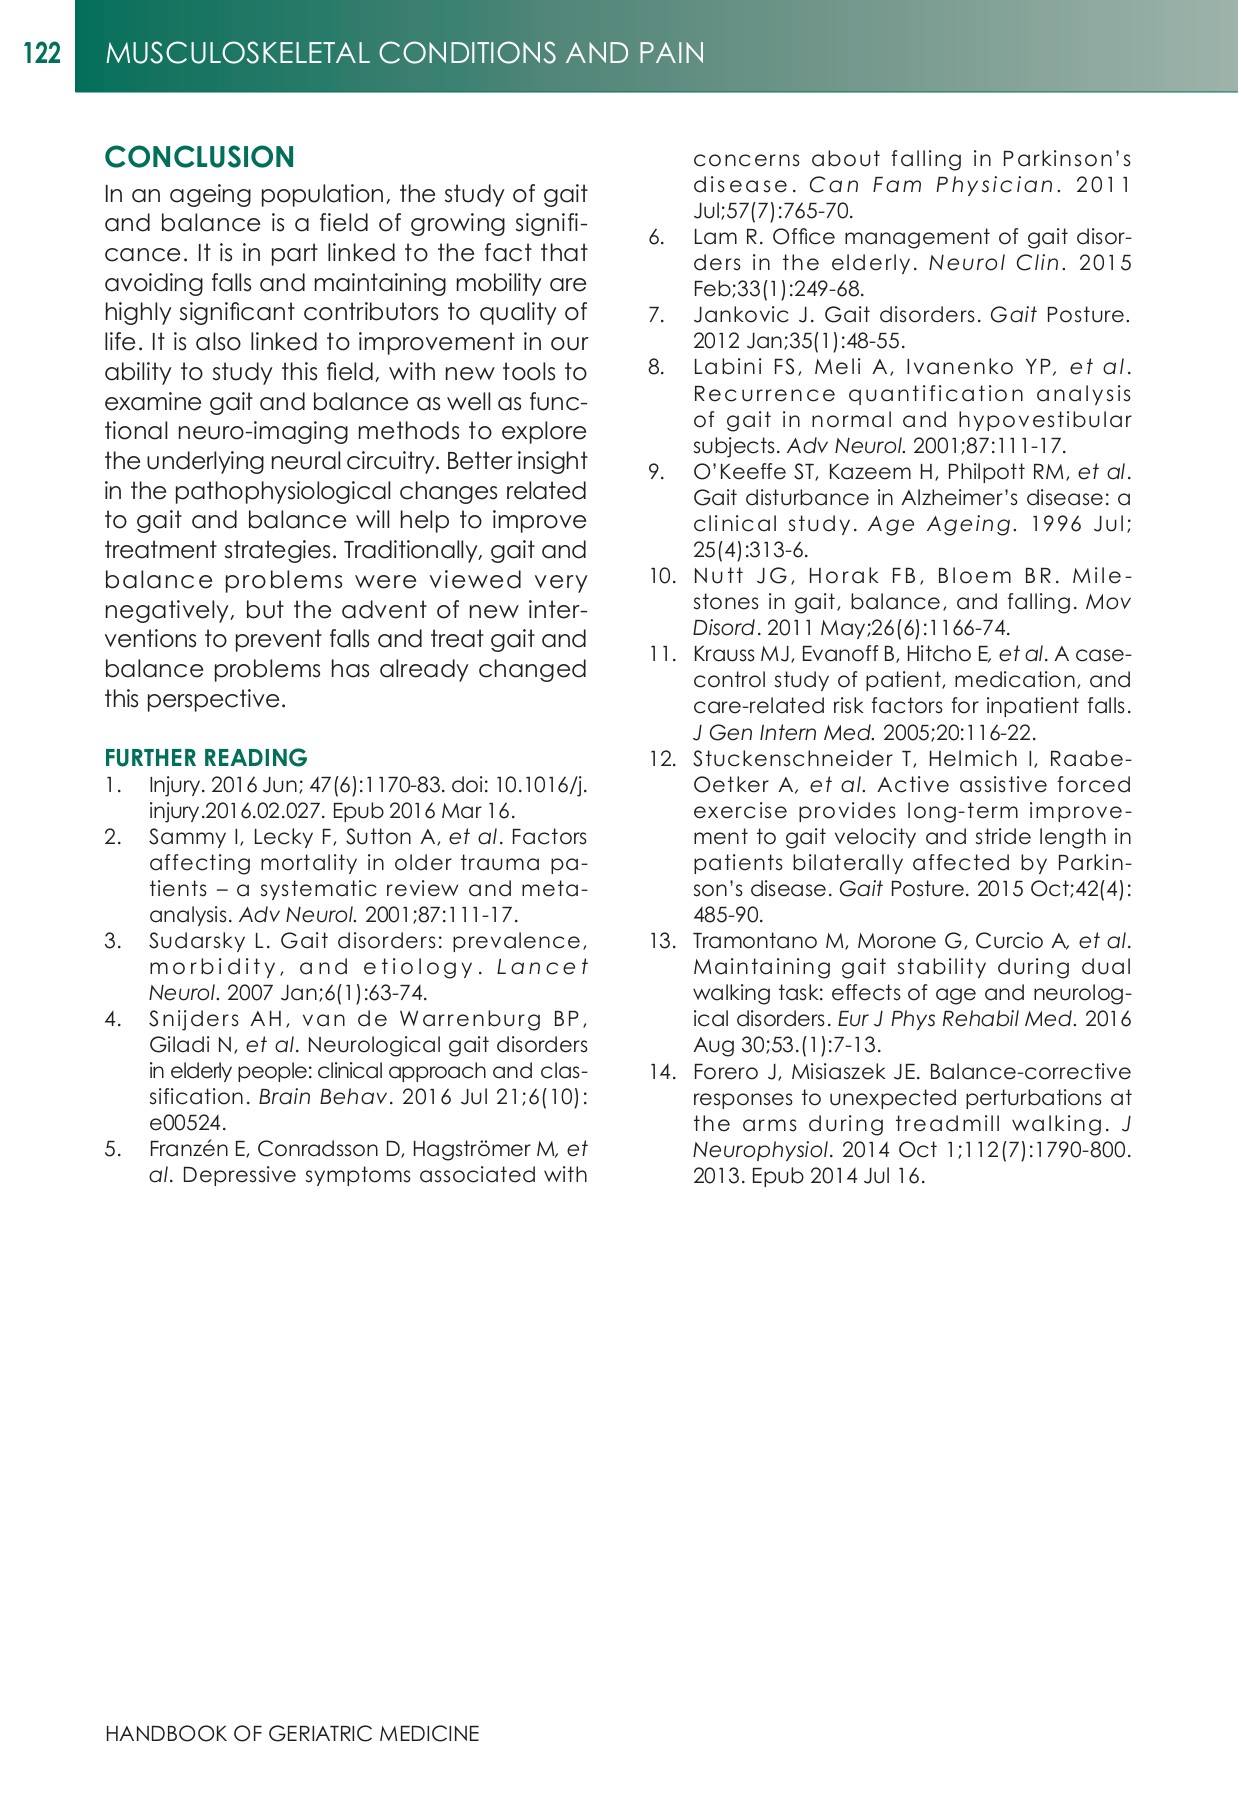 122
MUSCULOSKELETAL CONDITIONS AND PAIN
CONCLUSION
In an ageing population, the study of gait
and balance is a field of growing signifi-
cance. It is in part linked to the fact that
avoiding falls and maintaining mobility are
highly significant contributors to quality of
life. It is also linked to improvement in our
ability to study this field, with new tools to
examine gait and balance as well as func-
tional neuro-imaging methods to explore
the underlying neural circuitry. Better insight
in the pathophysiological changes related
to gait and balance will help to improve
treatment strategies. Traditionally, gait and
balance problems were viewed very
negatively, but the advent of new inter-
ventions to prevent falls and treat gait and
balance problems has already changed
this perspective.
FURTHER READING
1. Injury. 2016 Jun; 47(6):1170-83. doi: 10.1016/j.
injury.2016.02.027. Epub 2016 Mar 16.
2. Sammy I, Lecky F, Sutton A, et al. Factors
affecting mortality in older trauma pa-
tients – a systematic review and meta-
analysis. Adv Neurol. 2001;87:111-17.
3. Sudarsky L. Gait disorders: prevalence,
morbidity, and etiology. Lancet
Neurol. 2007 Jan;6(1):63-74.
4. Snijders AH, van de Warrenburg BP,
Giladi N, et al. Neurological gait disorders
in elderly people: clinical approach and clas-
sification. Brain Behav. 2016 Jul 21;6(10):
e00524.
5. Franzén E, Conradsson D, Hagströmer M, et
al. Depressive symptoms associated with
concerns about falling in Parkinson's
disease. Can Fam Physician. 2011
Jul;57(7):765-70.
6. Lam R. Office management of gait disor-
ders in the elderly. Neurol Clin. 2015
Feb;33(1):249-68.
7. Jankovic J. Gait disorders. Gait Posture.
2012 Jan;35(1):48-55.
8. Labini FS, Meli A, Ivanenko YP, et al.
Recurrence quantification analysis
of gait in normal and hypovestibular
subjects. Adv Neurol. 2001;87:111-17.
9. O'Keeffe ST, Kazeem H, Philpott RM, et al.
Gait disturbance in Alzheimer's disease: a
clinical study. Age Ageing. 1996 Jul;
25(4):313-6.
10. Nutt JG, Horak FB, Bloem BR. Mile-
stones in gait, balance, and falling. Mov
Disord. 2011 May;26(6):1166-74.
11. Krauss MJ, Evanoff B, Hitcho E, et al. A case-
control study of patient, medication, and
care-related risk factors for inpatient falls.
J Gen Intern Med. 2005;20:116-22.
12. Stuckenschneider T, Helmich I, Raabe-
Oetker A, et al. Active assistive forced
exercise provides long-term improve-
ment to gait velocity and stride length in
patients bilaterally affected by Parkin-
son's disease. Gait Posture. 2015 Oct;42(4):
485-90.
13. Tramontano M, Morone G, Curcio A, et al.
Maintaining gait stability during dual
walking task: effects of age and neurolog-
ical disorders. Eur J Phys Rehabil Med. 2016
Aug 30;53.(1):7-13.
14. Forero J, Misiaszek JE. Balance-corrective
responses to unexpected perturbations at
the arms during treadmill walking. J
Neurophysiol. 2014 Oct 1;112(7):1790-800.
2013. Epub 2014 Jul 16.
HANDBOOK OF GERIATRIC MEDICINE